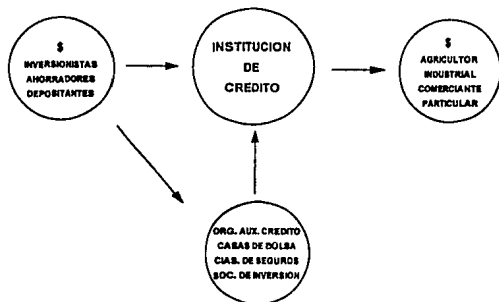 $
INVERSIONISTAS
AHORRADORES
DEPOSITANTES
INSTITUCION
DE
CREDITO
$
AGRICULTOR
INDUSTRIAL
COMERCIANTE
PARTICULAR
ORG. AUX. CREDITO
CASAS DE BOLSA
CIAS. DE SEGUROS
SOC. DE INVERSION